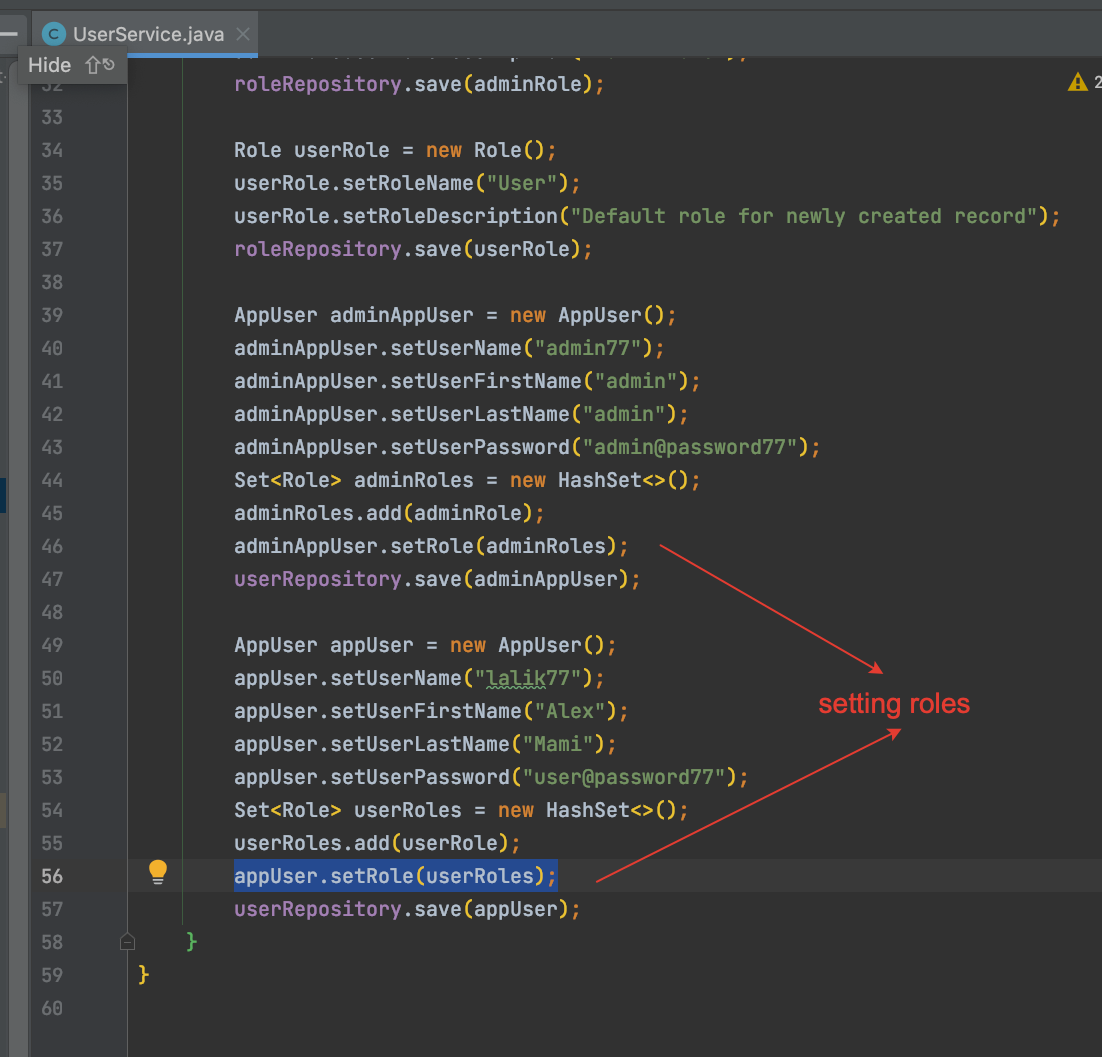 UserService.java
Hide
32 roleRepository.save(adminRole);
2
33
34 Role userRole = new Role();
35 userRole.setRoleName("User");
36 userRole.setRoleDescription("Default role for newly created record");
37 roleRepository.save(userRole);
38
39 AppUser adminAppUser = new AppUser();
40 adminAppUser.setUserName("admin77");
41 adminAppUser.setUserFirstName("admin");
42 adminAppUser.setUserLastName("admin");
43 adminAppUser.setUserPassword("admin@password77");
44 Set<Role> adminRoles = new HashSet<>();
45 adminRoles.add(adminRole);
46 adminAppUser.setRole(adminRoles);
47 userRepository.save(adminAppUser);
48
49 AppUser appUser = new AppUser();
50 appUser.setUserName("lalik77");
51 appUser.setUserFirstName("Alex");
setting roles
52 appUser.setUserLastName("Mami");
53 appUser.setUserPassword("user@password77");
54 Set<Role> userRoles = new HashSet<>();
55 userRoles.add(userRole);
56 appUser.setRole(userRoles);
57 userRepository.save(appUser);
58 }
59 }
60